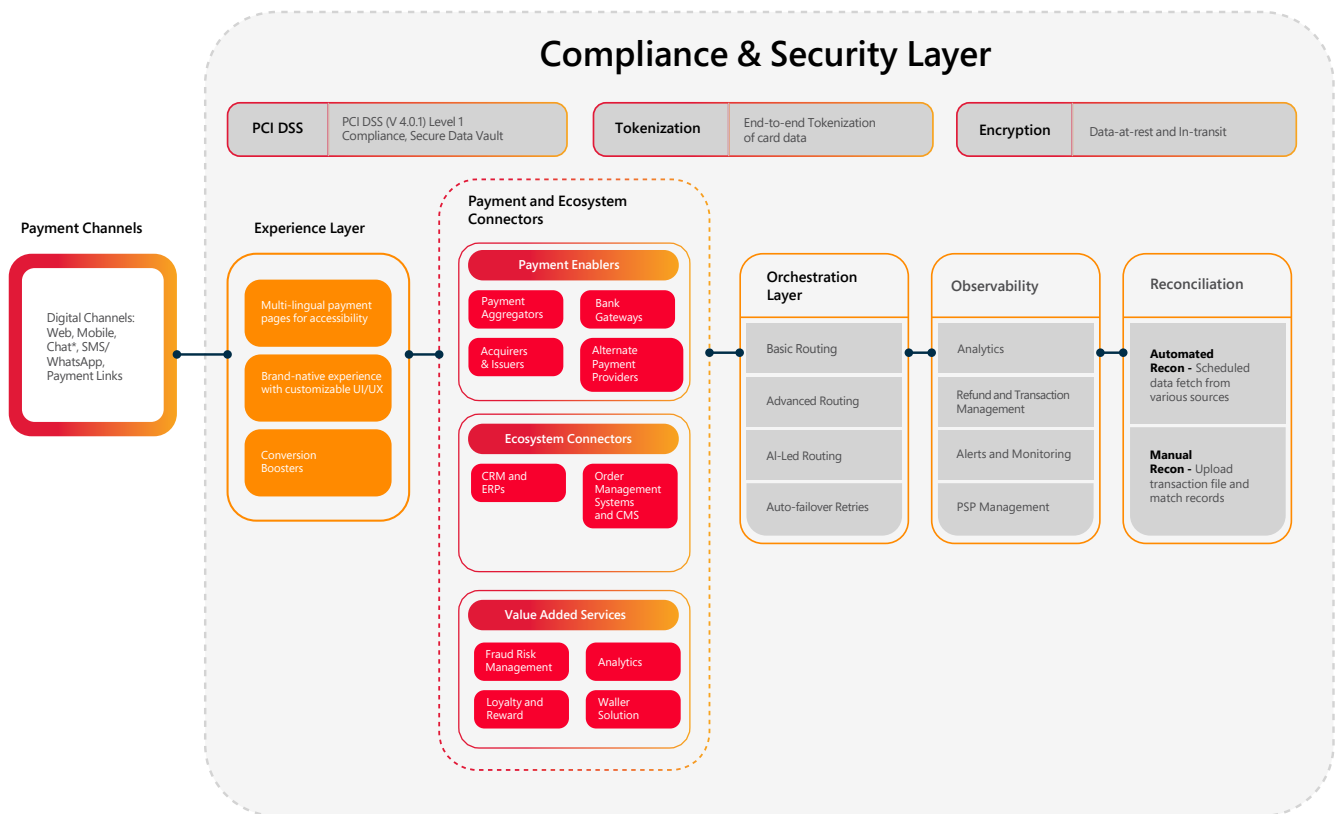 Compliance & Security Layer
PCI DSS
PCI DSS (V 4.0.1) Level 1
Compliance, Secure Data Vault
Tokenization
End-to-end Tokenization
of card data
Encryption
Data-at-rest and In-transit
Payment Channels
Digital Channels:
Web, Mobile,
Chat*, SMS/
WhatsApp,
Payment Links
Experience Layer
Multi-lingual payment
pages for accessibility
Brand-native experience
with customizable UI/UX
Conversion
Boosters
Payment and Ecosystem
Connectors
Payment Enablers
Payment
Aggregators
Bank
Gateways
Acquirers
& Issuers
Alternate
Payment
Providers
Ecosystem Connectors
CRM and
ERPs
Order
Management
Systems
and CMS
Value Added Services
Fraud Risk
Management
Analytics
Loyalty and
Reward
Waller
Solution
Orchestration
Layer
Basic Routing
Advanced Routing
AI-Led Routing
Auto-failover Retries
Observability
Analytics
Refund and Transaction
Management
Alerts and Monitoring
PSP Management
Reconciliation
Automated
Recon - Scheduled
data fetch from
various sources
Manual
Recon - Upload
transaction file and
match records